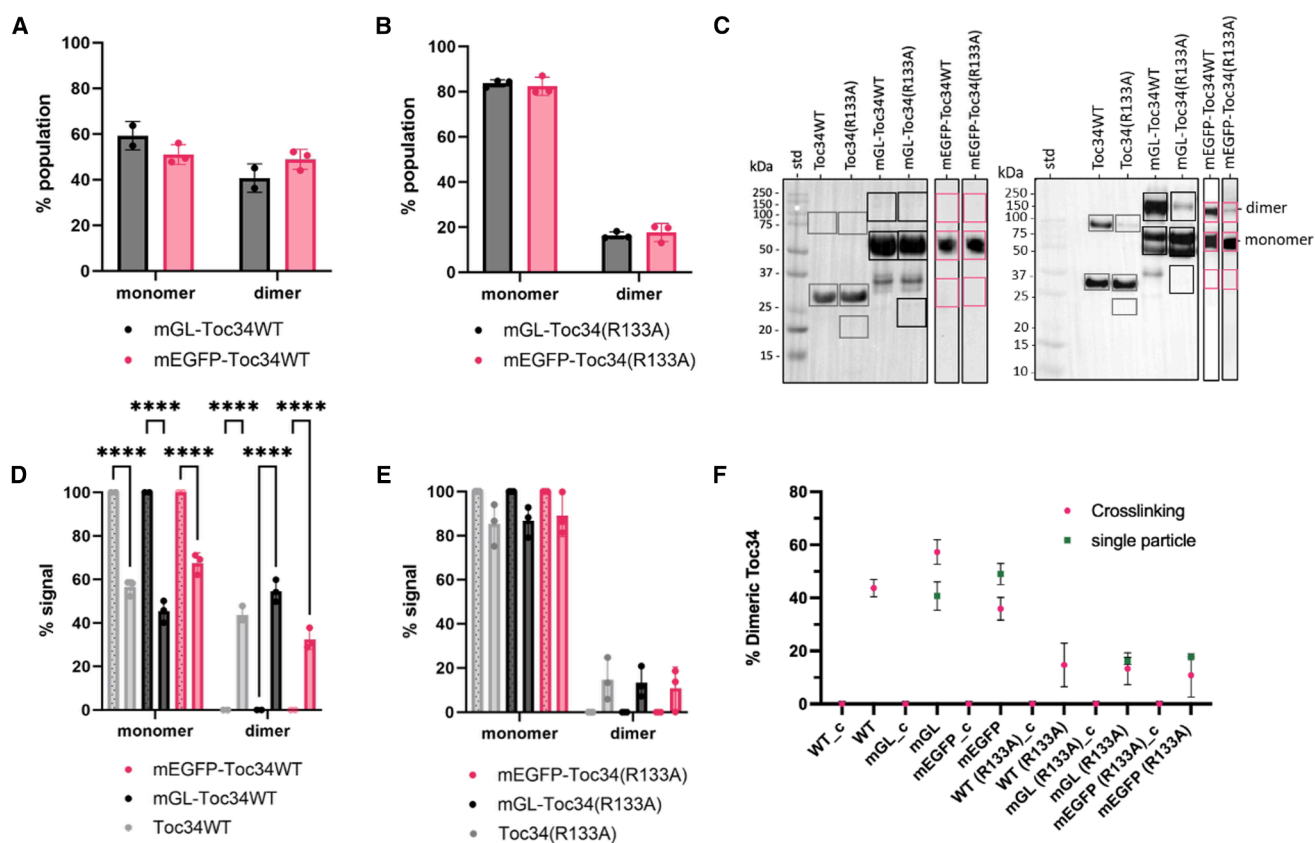 A
% population
100
80
60
40
20
0
monomer
dimer
mGL-Toc34WT
mEGFP-Toc34WT
B
% population
100
80
60
40
20
0
monomer
dimer
mGL-Toc34(R133A)
mEGFP-Toc34(R133A)
C
kDa
std
Toc34WT
Toc34(R133A)
mGL-Toc34WT
mGL-Toc34(R133A)
mEGFP-Toc34WT
mEGFP-Toc34(R133A)
250 -
150 -
100 -
75 -
50 -
37 -
25 -
20 -
15 -
kDa
std
Toc34WT
Toc34(R133A)
mGL-Toc34WT
mGL-Toc34(R133A)
mEGFP-Toc34WT
mEGFP-Toc34(R133A)
250 -
150 -
100 -
75 -
50 -
37 -
25 -
20 -
15 -
10 -
dimer
monomer
D
% signal
100
80
60
40
20
0
****
****
****
****
****
****
monomer
dimer
mEGFP-Toc34WT
mGL-Toc34WT
Toc34WT
E
% signal
100
80
60
40
20
0
monomer
dimer
mEGFP-Toc34(R133A)
mGL-Toc34(R133A)
Toc34(R133A)
F
% Dimeric Toc34
80
60
40
20
0
Crosslinking
single particle
WT_c
WT
mGL_c
mGL
mEGFP_c
mEGFP
WT (R133A)_c
WT (R133A)
mGL (R133A)_c
mGL (R133A)
mEGFP (R133A)_c
mEGFP (R133A)